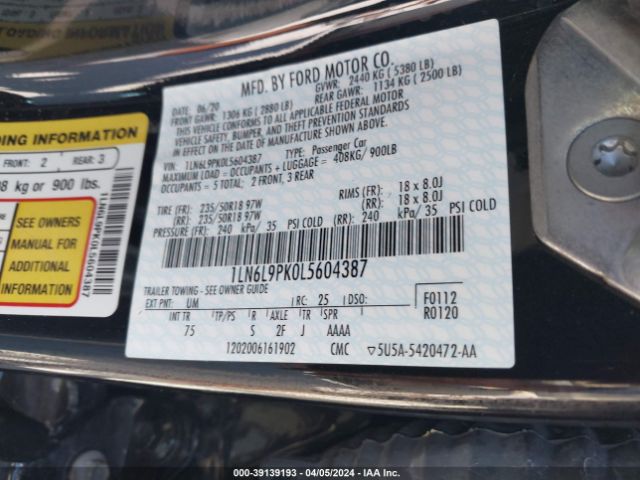 MFD. BY FORD MOTOR CO.
06/20
GVWR: 2440 KG ( 5380 LB)
FRONT GAWR: 1306 KG ( 2880 LB)
REAR GAWR: 1134 KG ( 2500 LB)
THIS VEHICLE CONFORMS TO ALL APPLICABLE FEDERAL MOTOR
VEHICLE SAFETY, BUMPER, AND THEFT PREVENTION STANDARDS
IN EFFECT ON THE DATE OF MANUFACTURE SHOWN ABOVE.
VIN: 1LN6L9PK0L5604387 TYPE: Passenger Car
MAXIMUM LOAD = OCCUPANTS + LUGGAGE = 408KG/ 900LB
OCCUPANTS = 5 TOTAL; 2 FRONT, 3 REAR
TIRE (FR): 235/50R18 97W RIMS (FR): 18 x 8.0J
(RR): 235/50R18 97W (RR): 18 x 8.0J
PRESSURE (FR): 240 kPa/ 35 PSI COLD (RR): 240 kPa/ 35 PSI COLD
1LN6L9PK0L5604387
TRAILER TOWING - SEE OWNER GUIDE
EXT PNT: UM RC: 25 DSO: F0112
R0120
INT TR TP/PS R AXLE TR SPR
75 S 2F J AAAA
1202006161902 CMC 5U5A-5420472-AA
DING INFORMATION
FRONT: 2 REAR: 3
08 kg or 900 lbs.
SEE OWNERS
MANUAL FOR
ADDITIONAL
INFORMATION
1LN6L9PK0L5604387
000-39139193 - 04/05/2024 - IAA Inc.